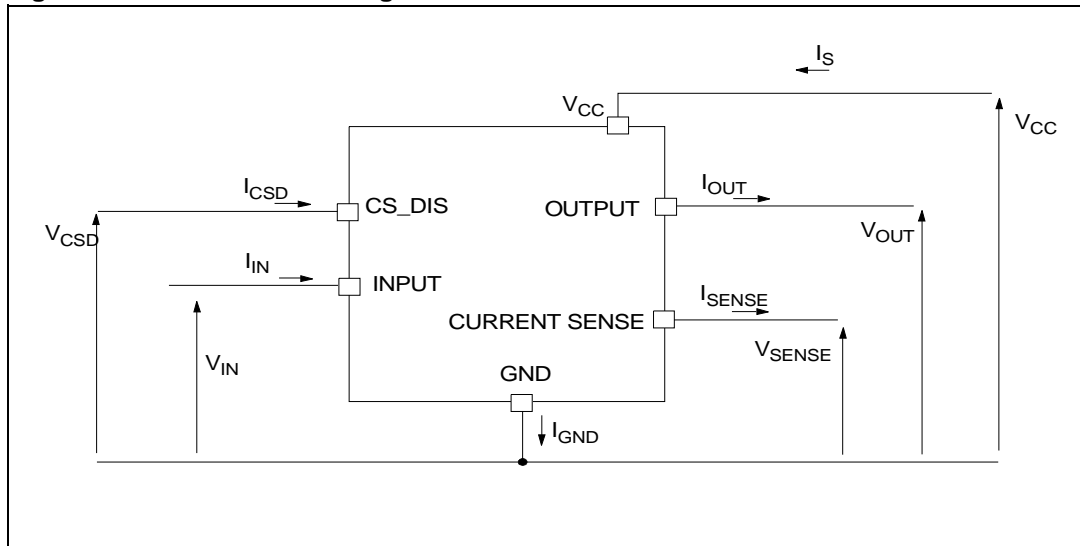 I_S
V_CC
V_CC
I_CSD
CS_DIS
OUTPUT
I_OUT
V_CSD
V_OUT
I_IN
INPUT
I_SENSE
CURRENT SENSE
V_IN
V_SENSE
GND
I_GND